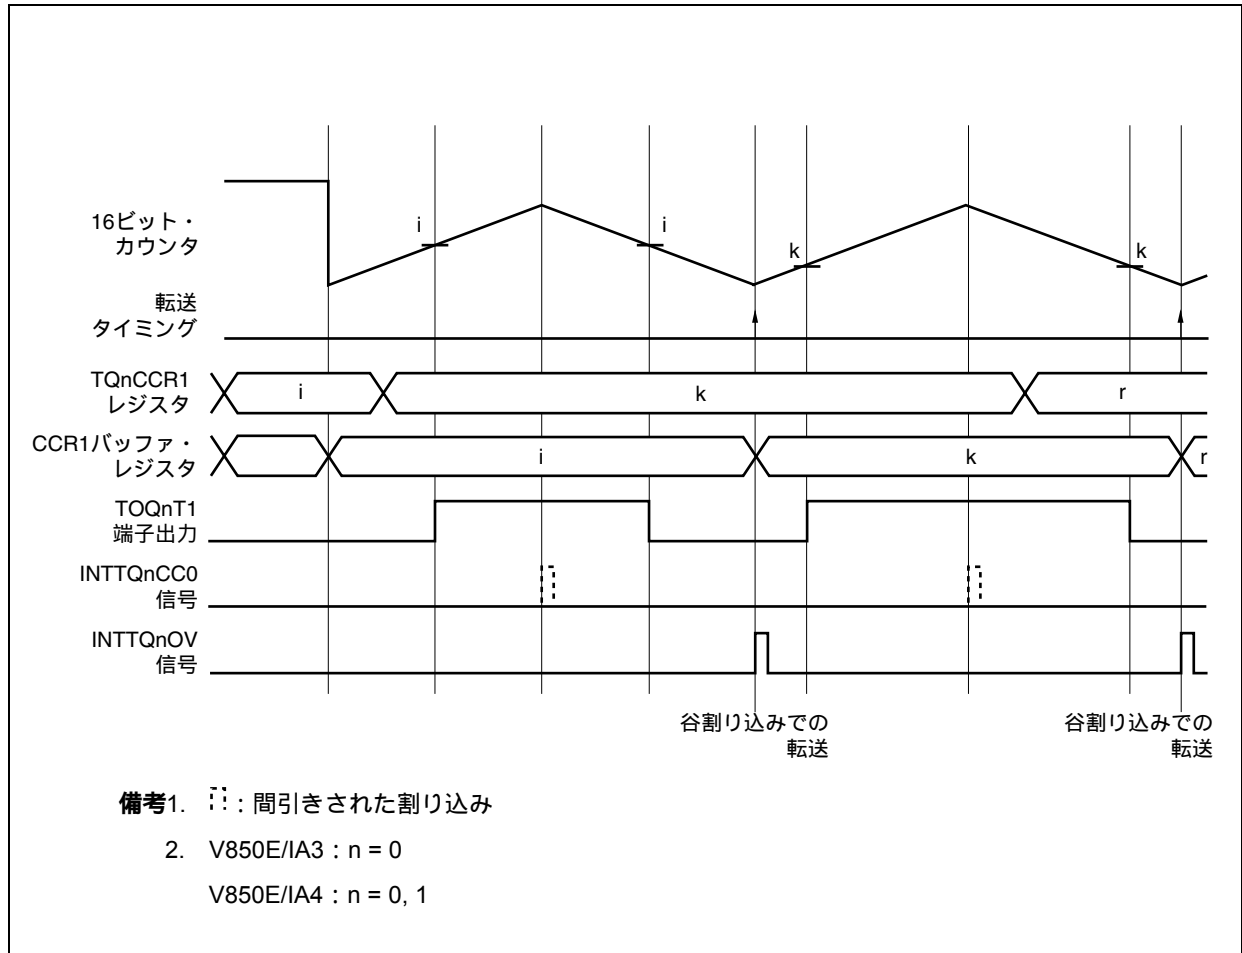 16ビット・
カウンタ
i
i
k
k
転送
タイミング
TQnCCR1
レジスタ
i
k
r
CCR1バッファ・
レジスタ
i
k
r
TOQnT1
端子出力
INTTQnCC0
信号
INTTQnOV
信号
谷割り込みでの
転送
谷割り込みでの
転送
備考1. : 間引きされた割り込み
2. V850E/IA3：n = 0
V850E/IA4：n = 0, 1